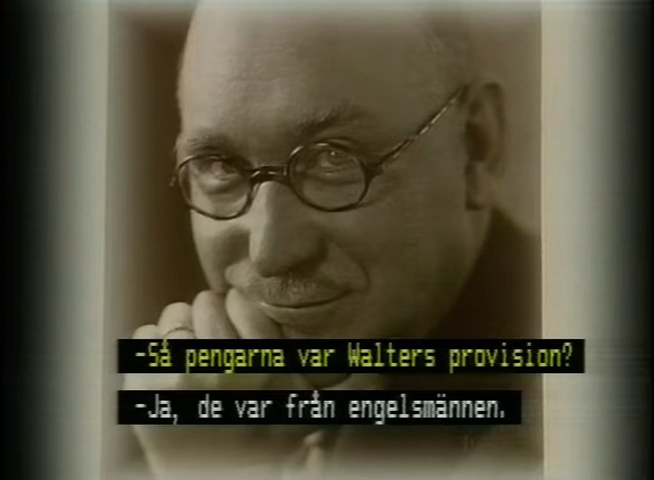 -Så pengarna var Walters provision?
-Ja, de var från engelsmännen.